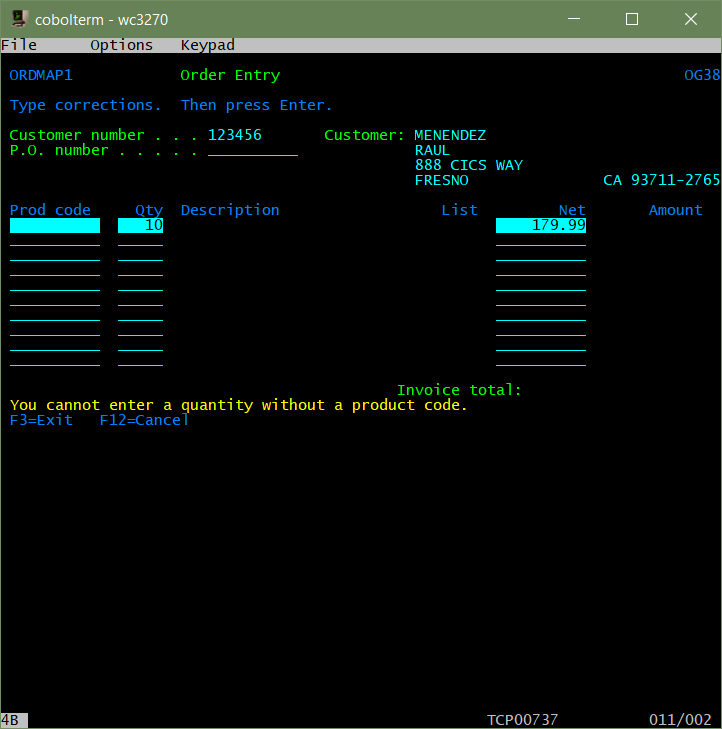 cobolterm - wc3270
File Options Keypad
ORDMAP1 Order Entry OG38
Type corrections. Then press Enter.
Customer number . . . 123456 Customer: MENENDEZ
P.O. number . . . . . __________ RAUL
888 CICS WAY
FRESNO CA 93711-2765
Prod code Qty Description List Net Amount
10 179.99
Invoice total:
You cannot enter a quantity without a product code.
F3=Exit F12=Cancel
4B TCP00737 011/002